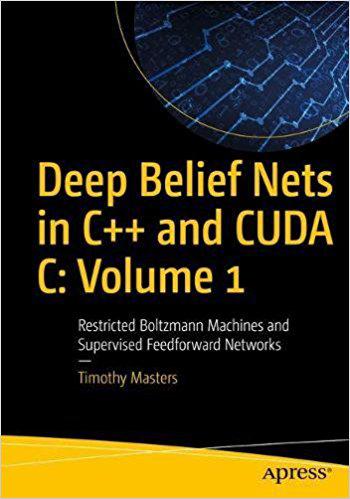 Deep Belief Nets
in C++ and CUDA
C: Volume 1
Restricted Boltzmann Machines and
Supervised Feedforward Networks
—
Timothy Masters
Apress®